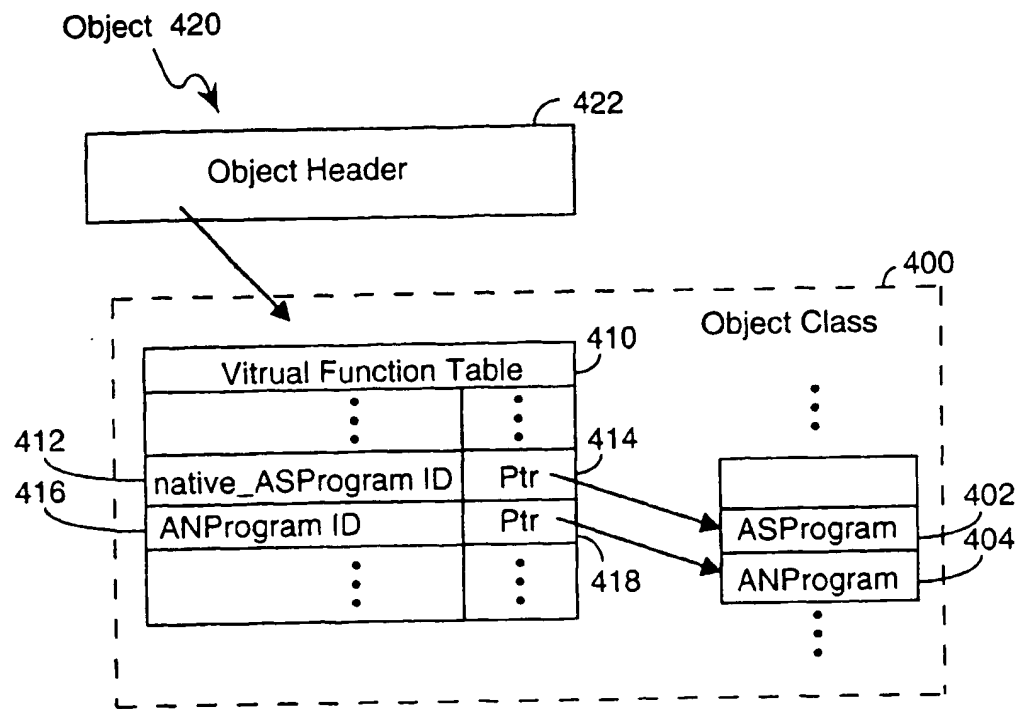 Object 420
422
Object Header
400
Object Class
410
Vitrual Function Table
412
414
native_ASProgram ID Ptr
416
ANProgram ID Ptr
418
402
ASProgram
404
ANProgram